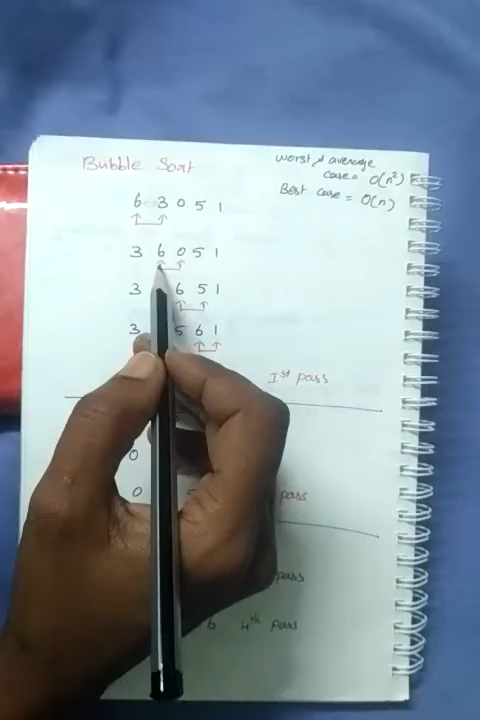 Bubble Sort
worst & average
case = O(n²)
Best case = O(n)
6 3 0 5 1
3 6 0 5 1
3 6 5 1
3 5 6 1
Ist pass
0
0 5 pass
pass
6 4th pass